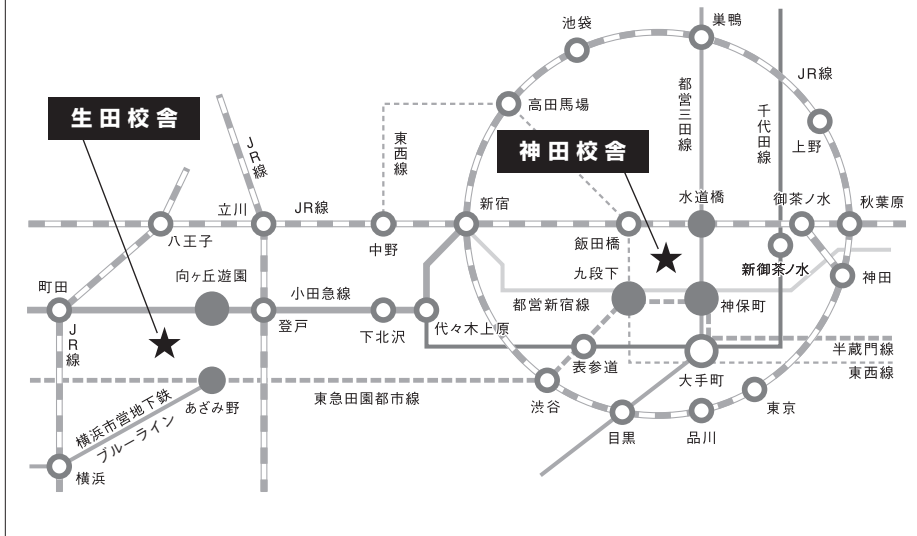 池袋
巣鴨
JR線
都営三田線
千代田線
上野
高田馬場
東西線
生田校舎
神田校舎
JR線
立川
JR線
八王子
中野
新宿
飯田橋
水道橋
御茶ノ水
秋葉原
新御茶ノ水
神田
九段下
都営新宿線
神保町
町田
向ヶ丘遊園
小田急線
登戸
下北沢
代々木上原
JR線
表参道
大手町
半蔵門線
東西線
あざみ野
東急田園都市線
渋谷
目黒
品川
東京
横浜市営地下鉄
ブルーライン
横浜